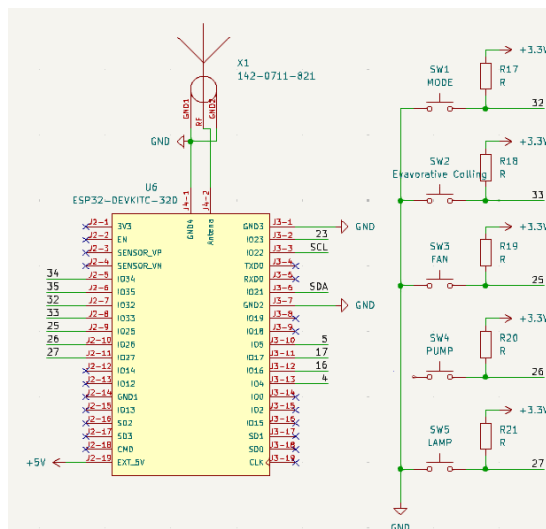 X1
142-0711-821
GND1
RF
GND2
GND
U6
ESP32-DEVKITC-32D
J4-1
J4-2
GND4
Antena
J2-1 3V3 GND3 J3-1 GND
J2-2 EN IO23 J3-2 23
J2-3 SENSOR_VP IO22 J3-3 SCL
J2-4 SENSOR_VN TXD0 J3-4
34 J2-5 IO34 RXD0 J3-5
35 J2-6 IO35 IO21 J3-6 SDA
32 J2-7 IO32 GND2 J3-7 GND
33 J2-8 IO33 IO19 J3-8
25 J2-9 IO25 IO18 J3-9
26 J2-10 IO26 IO5 J3-10 5
27 J2-11 IO27 IO17 J3-11 17
J2-12 IO14 IO16 J3-12 16
J2-13 IO12 IO4 J3-13 4
J2-14 GND1 IO0 J3-14
J2-15 IO13 IO2 J3-15
J2-16 SD2 IO15 J3-16
J2-17 SD3 SD1 J3-17
J2-18 CMD SD0 J3-18
+5V J2-19 EXT_5V CLK J3-19
+3.3V
SW1
MODE
R17
R
32
+3.3V
SW2
Evavorative Colling
R18
R
33
+3.3V
SW3
FAN
R19
R
25
+3.3V
SW4
PUMP
R20
R
26
+3.3V
SW5
LAMP
R21
R
27
GND